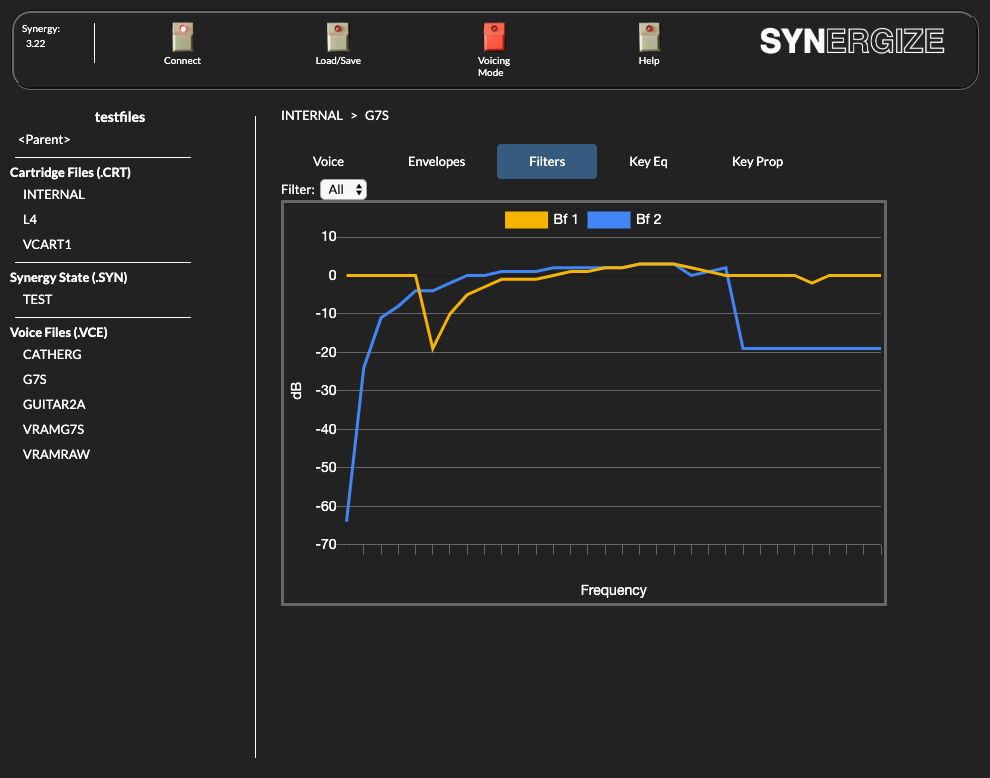 Synergy:
3.22
Connect
Load/Save
Voicing
Mode
Help
SYNERGIZE
testfiles
<Parent>
Cartridge Files (.CRT)
INTERNAL
L4
VCART1
Synergy State (.SYN)
TEST
Voice Files (.VCE)
CATHERG
G7S
GUITAR2A
VRAMG7S
VRAMRAW
INTERNAL > G7S
Voice Envelopes Filters Key Eq Key Prop
Filter: All
Bf 1 Bf 2
10
0
-10
-20
-30
-40
-50
-60
-70
dB
Frequency